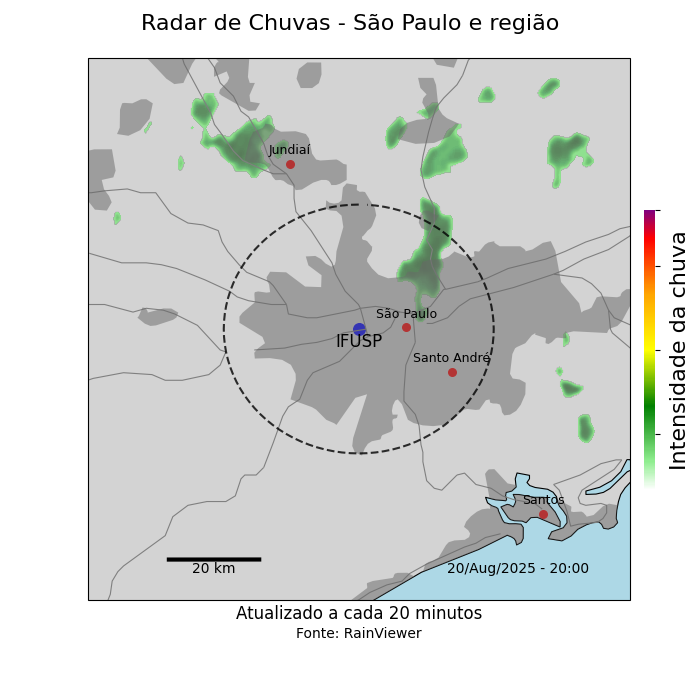 Radar de Chuvas - São Paulo e região
Jundiaí
São Paulo
IFUSP
Santo André
Santos
20 km
20/Aug/2025 - 20:00
Intensidade da chuva
Atualizado a cada 20 minutos
Fonte: RainViewer